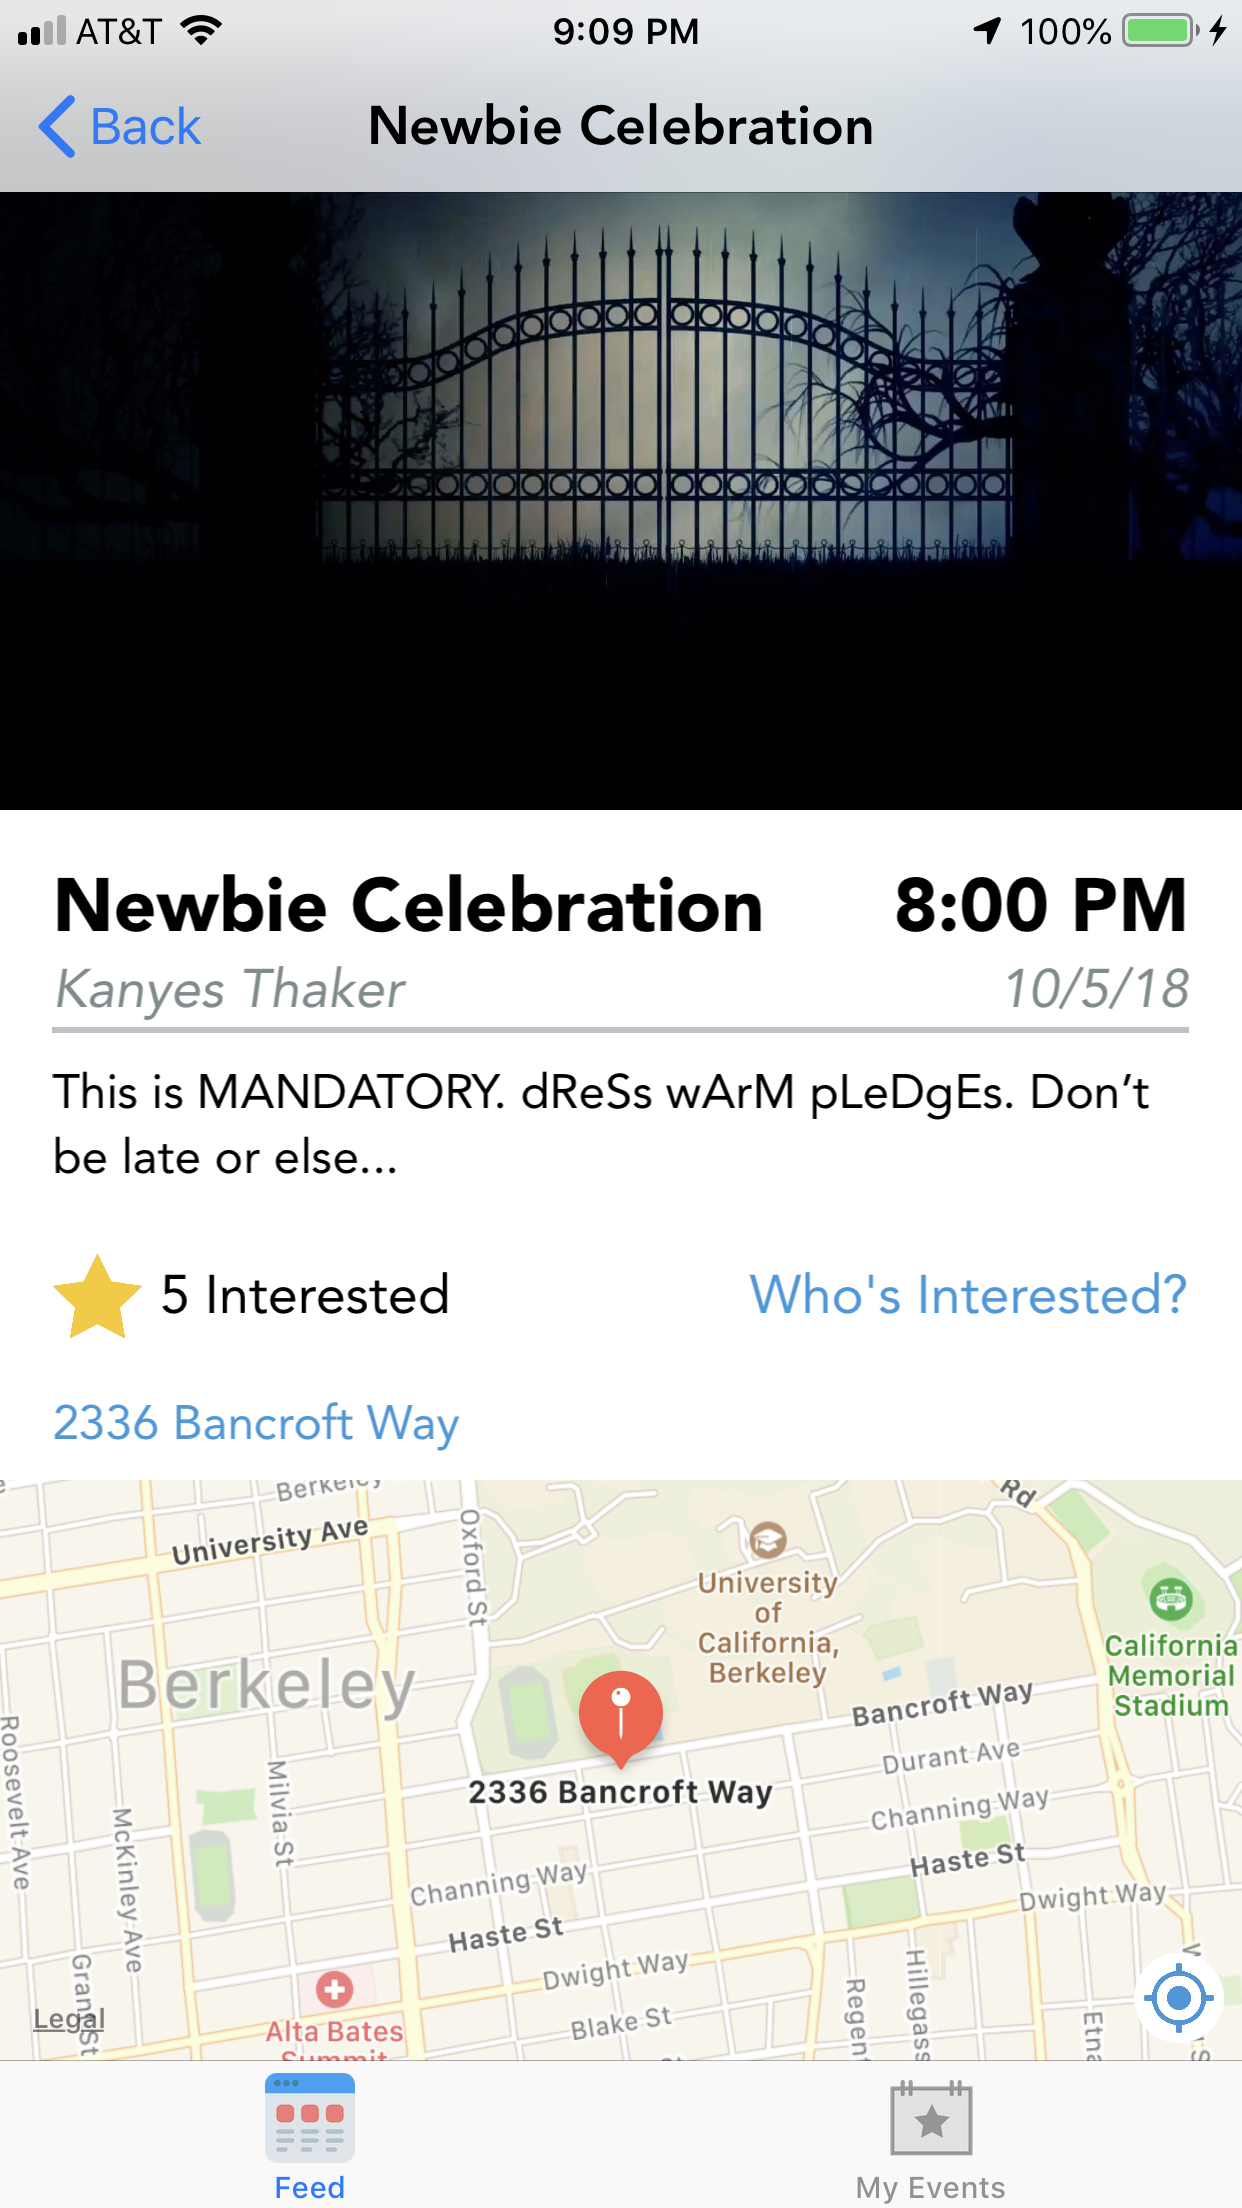 AT&T 9:09 PM 100%
Back Newbie Celebration
Newbie Celebration 8:00 PM
Kanyes Thaker 10/5/18
This is MANDATORY. dReSs wArM pLeDgEs. Don’t
be late or else...
5 Interested Who's Interested?
2336 Bancroft Way
Berkeley
University Ave
Oxford St
Rd
University
of
California,
Berkeley
California
Memorial
Stadium
Berkeley
Bancroft Way
Roosevelt Ave
Milvia St
2336 Bancroft Way
Durant Ave
McKinley Ave
Channing Way
Channing Way
Haste St
Haste St
Dwight Way
Dwight Way
Grant St
Legal
Alta Bates
Summit
Blake St
Regent
Hillegass
Etna
Feed My Events